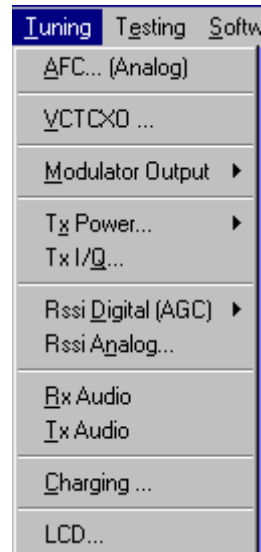 Tuning Testing Softw
AFC... (Analog)
VCTCXO ...
Modulator Output
Tx Power...
Tx I/Q...
Rssi Digital (AGC)
Rssi Analog...
Rx Audio
Tx Audio
Charging ...
LCD...